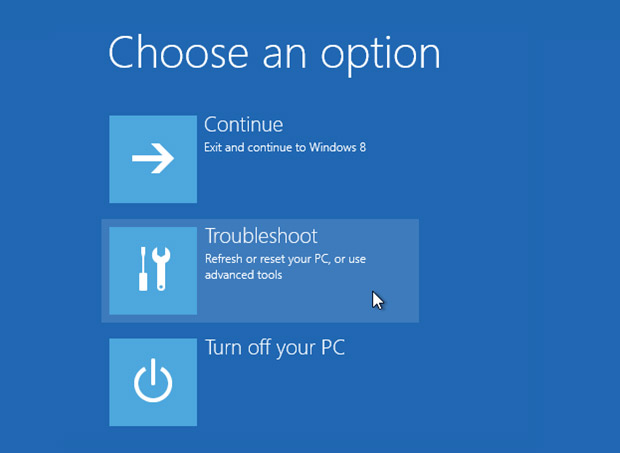 Choose an option
Continue
Exit and continue to Windows 8
Troubleshoot
Refresh or reset your PC, or use
advanced tools
Turn off your PC